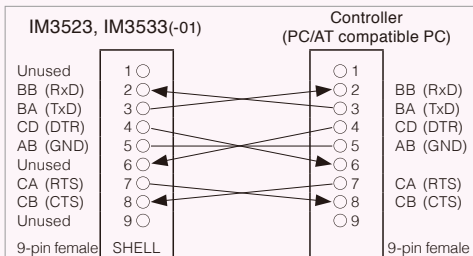 IM3523, IM3533(-01)
Controller
(PC/AT compatible PC)
Unused 1 1
BB (RxD) 2 2 BB (RxD)
BA (TxD) 3 3 BA (TxD)
CD (DTR) 4 4 CD (DTR)
AB (GND) 5 5 AB (GND)
Unused 6 6
CA (RTS) 7 7 CA (RTS)
CB (CTS) 8 8 CB (CTS)
Unused 9 9
9-pin female SHELL 9-pin female